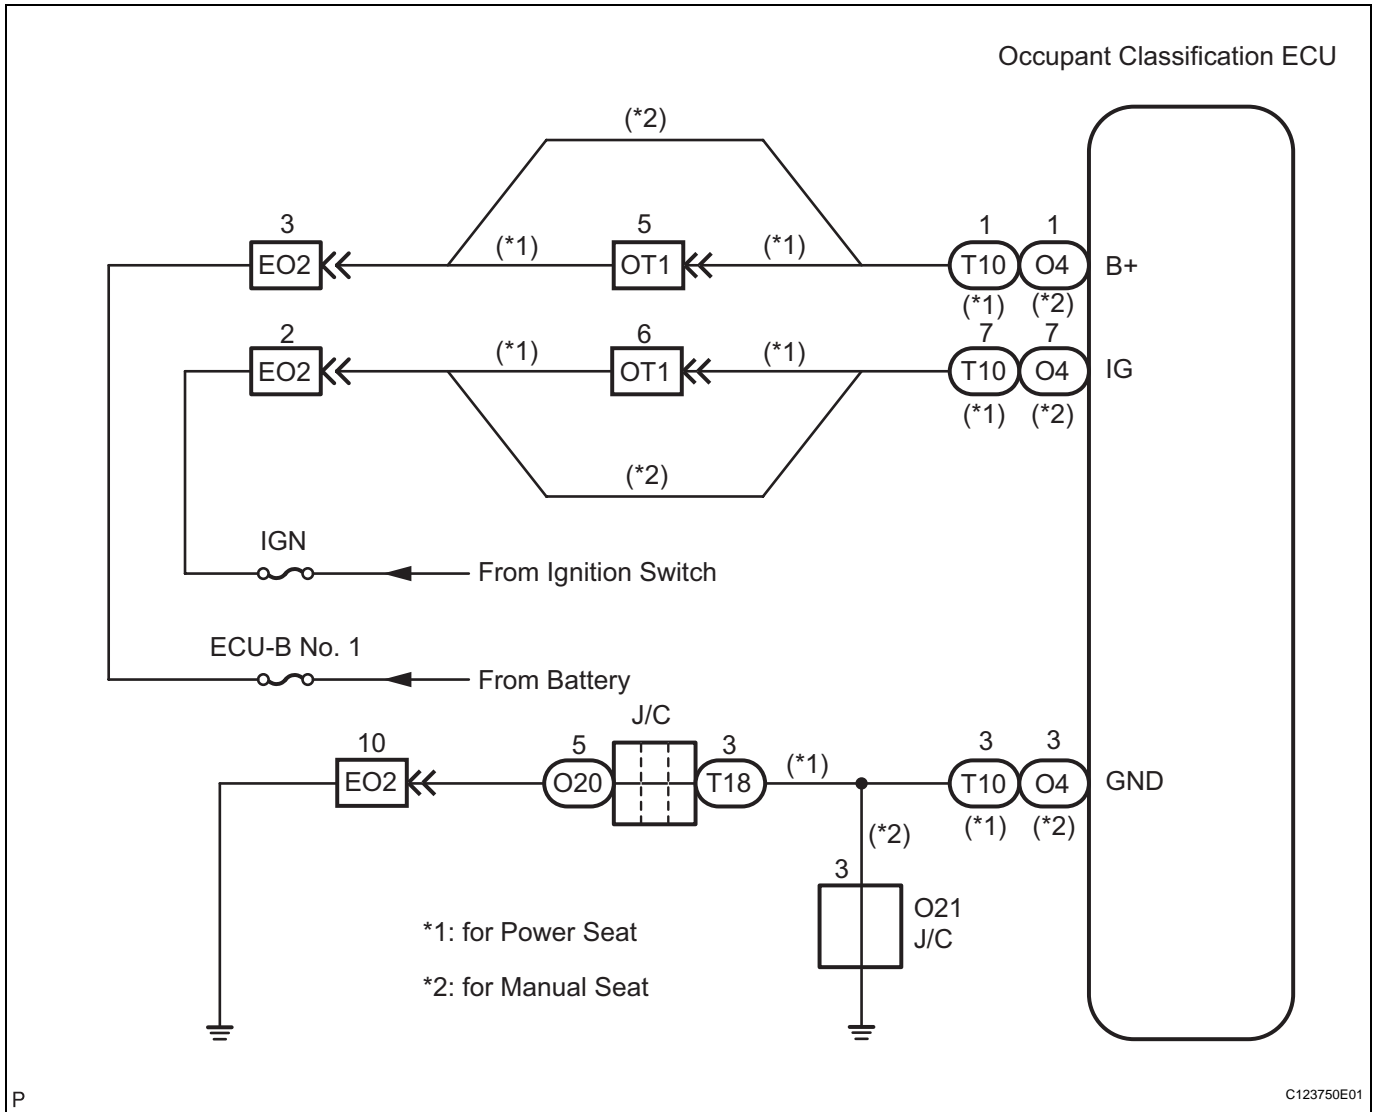 Occupant Classification ECU
(*2)
3
5
1
1
EO2
(*1)
OT1
(*1)
T10
O4
B+
(*1)
(*2)
2
6
7
7
EO2
(*1)
OT1
(*1)
T10
O4
IG
(*1)
(*2)
(*2)
IGN
From Ignition Switch
ECU-B No. 1
From Battery
J/C
10
5
3
3
3
EO2
O20
T18
(*1)
T10
O4
GND
(*1)
(*2)
(*2)
3
O21
J/C
*1: for Power Seat
*2: for Manual Seat
P
C123750E01